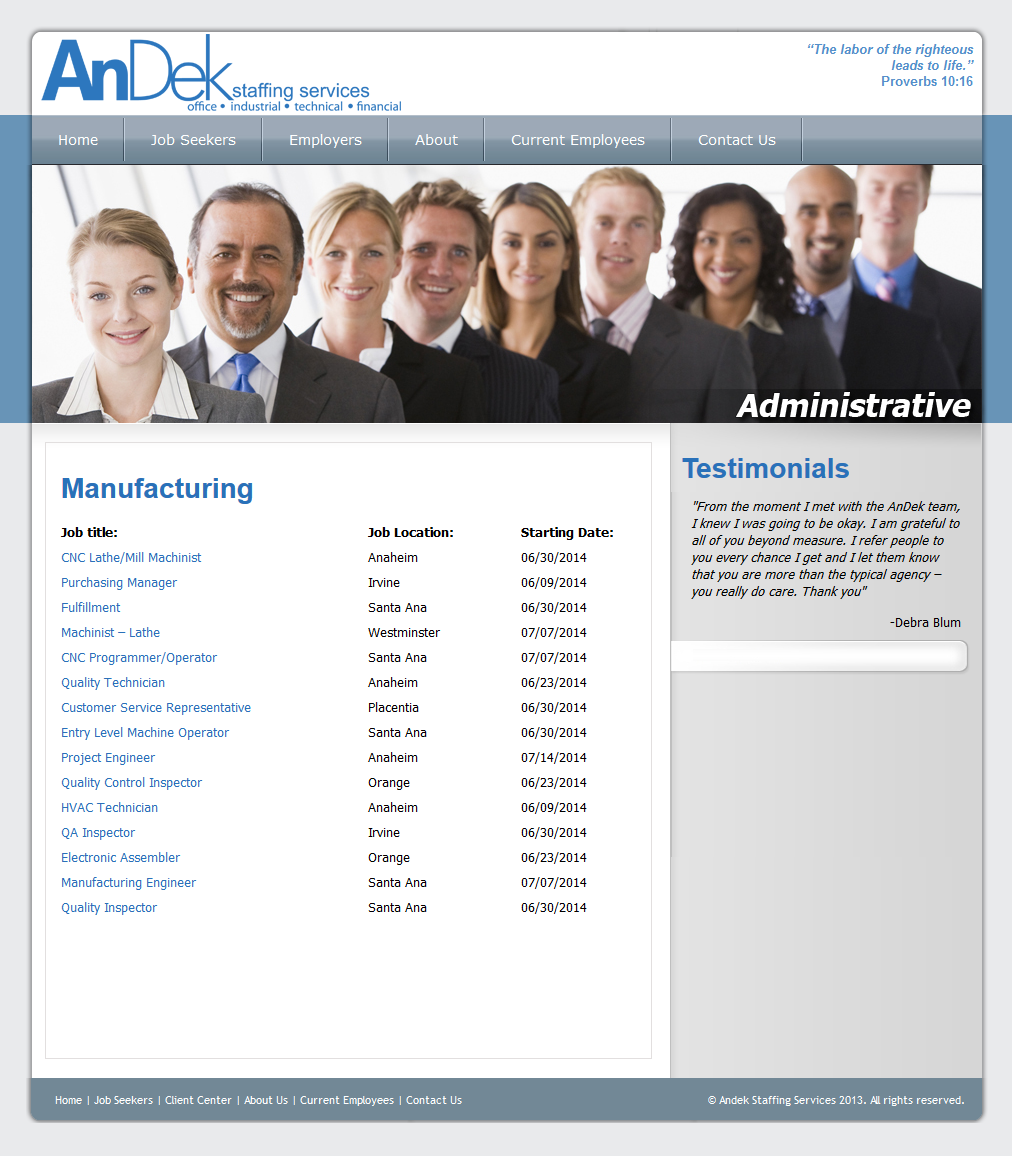 AnDek
staffing services
office • industrial • technical • financial
“The labor of the righteous
leads to life.”
Proverbs 10:16
Home Job Seekers Employers About Current Employees Contact Us
Administrative
Manufacturing
Job title: Job Location: Starting Date:
CNC Lathe/Mill Machinist Anaheim 06/30/2014
Purchasing Manager Irvine 06/09/2014
Fulfillment Santa Ana 06/30/2014
Machinist – Lathe Westminster 07/07/2014
CNC Programmer/Operator Santa Ana 07/07/2014
Quality Technician Anaheim 06/23/2014
Customer Service Representative Placentia 06/30/2014
Entry Level Machine Operator Santa Ana 06/30/2014
Project Engineer Anaheim 07/14/2014
Quality Control Inspector Orange 06/23/2014
HVAC Technician Anaheim 06/09/2014
QA Inspector Irvine 06/30/2014
Electronic Assembler Orange 06/23/2014
Manufacturing Engineer Santa Ana 07/07/2014
Quality Inspector Santa Ana 06/30/2014
Testimonials
"From the moment I met with the AnDek team,
I knew I was going to be okay. I am grateful to
all of you beyond measure. I refer people to
you every chance I get and I let them know
that you are more than the typical agency –
you really do care. Thank you"
-Debra Blum
Home | Job Seekers | Client Center | About Us | Current Employees | Contact Us
© Andek Staffing Services 2013. All rights reserved.